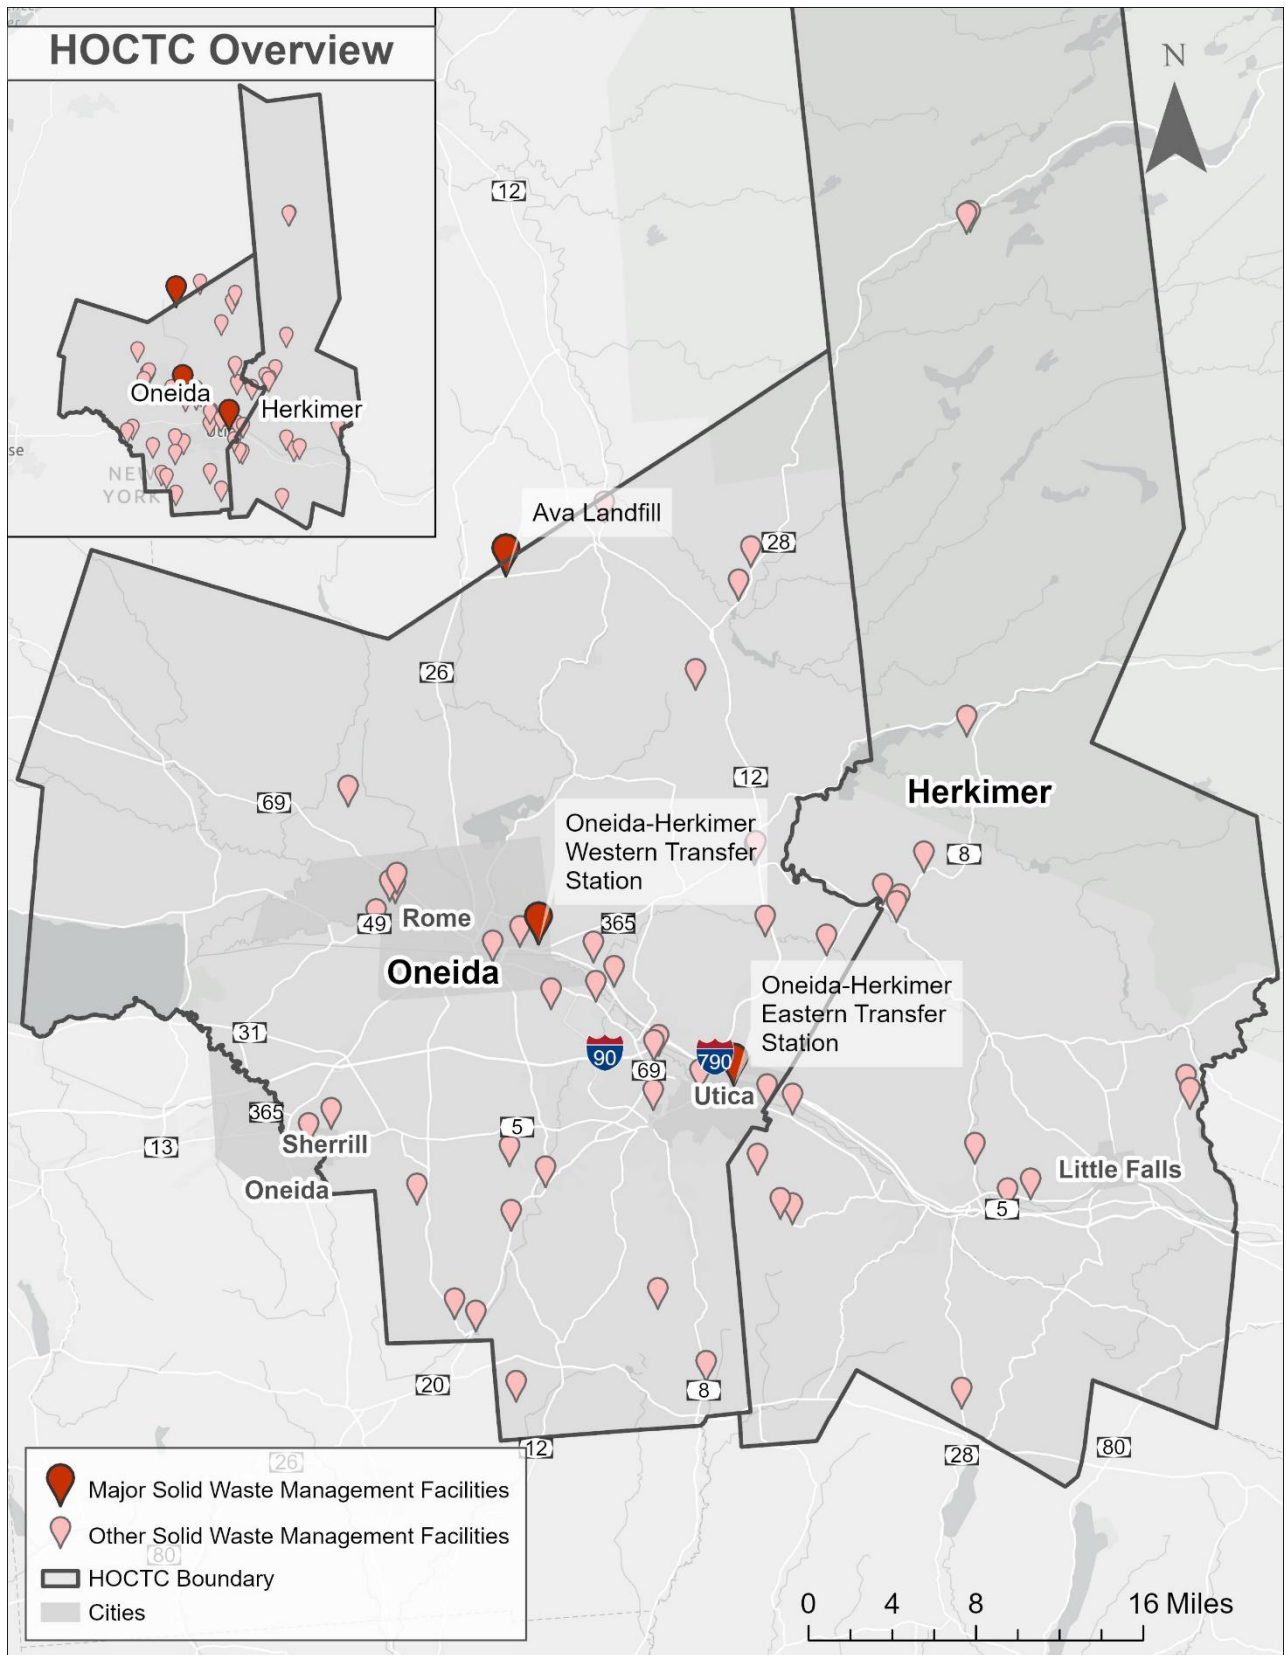 HOCTC Overview
N
12
Oneida
Herkimer
NEW
YORK
Ava Landfill
28
26
12
69
Herkimer
Oneida-Herkimer
Western Transfer
Station
8
49
Rome
365
Oneida
Oneida-Herkimer
Eastern Transfer
Station
31
90
790
69
Utica
365
5
13
Sherrill
Little Falls
Oneida
5
20
8
12
28
80
26
Major Solid Waste Management Facilities
Other Solid Waste Management Facilities
80
HOCTC Boundary
Cities
0 4 8 16 Miles